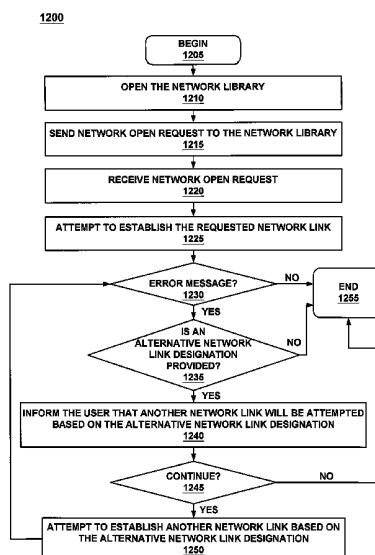 1200
BEGIN
1205
OPEN THE NETWORK LIBRARY
1210
SEND NETWORK OPEN REQUEST TO THE NETWORK LIBRARY
1215
RECEIVE NETWORK OPEN REQUEST
1220
ATTEMPT TO ESTABLISH THE REQUESTED NETWORK LINK
1225
ERROR MESSAGE?
1230
NO
END
1255
YES
IS AN
ALTERNATIVE NETWORK
LINK DESIGNATION
PROVIDED?
1235
NO
YES
INFORM THE USER THAT ANOTHER NETWORK LINK WILL BE ATTEMPTED
BASED ON THE ALTERNATIVE NETWORK LINK DESIGNATION
1240
CONTINUE?
1245
NO
YES
ATTEMPT TO ESTABLISH ANOTHER NETWORK LINK BASED ON
THE ALTERNATIVE NETWORK LINK DESIGNATION
1250